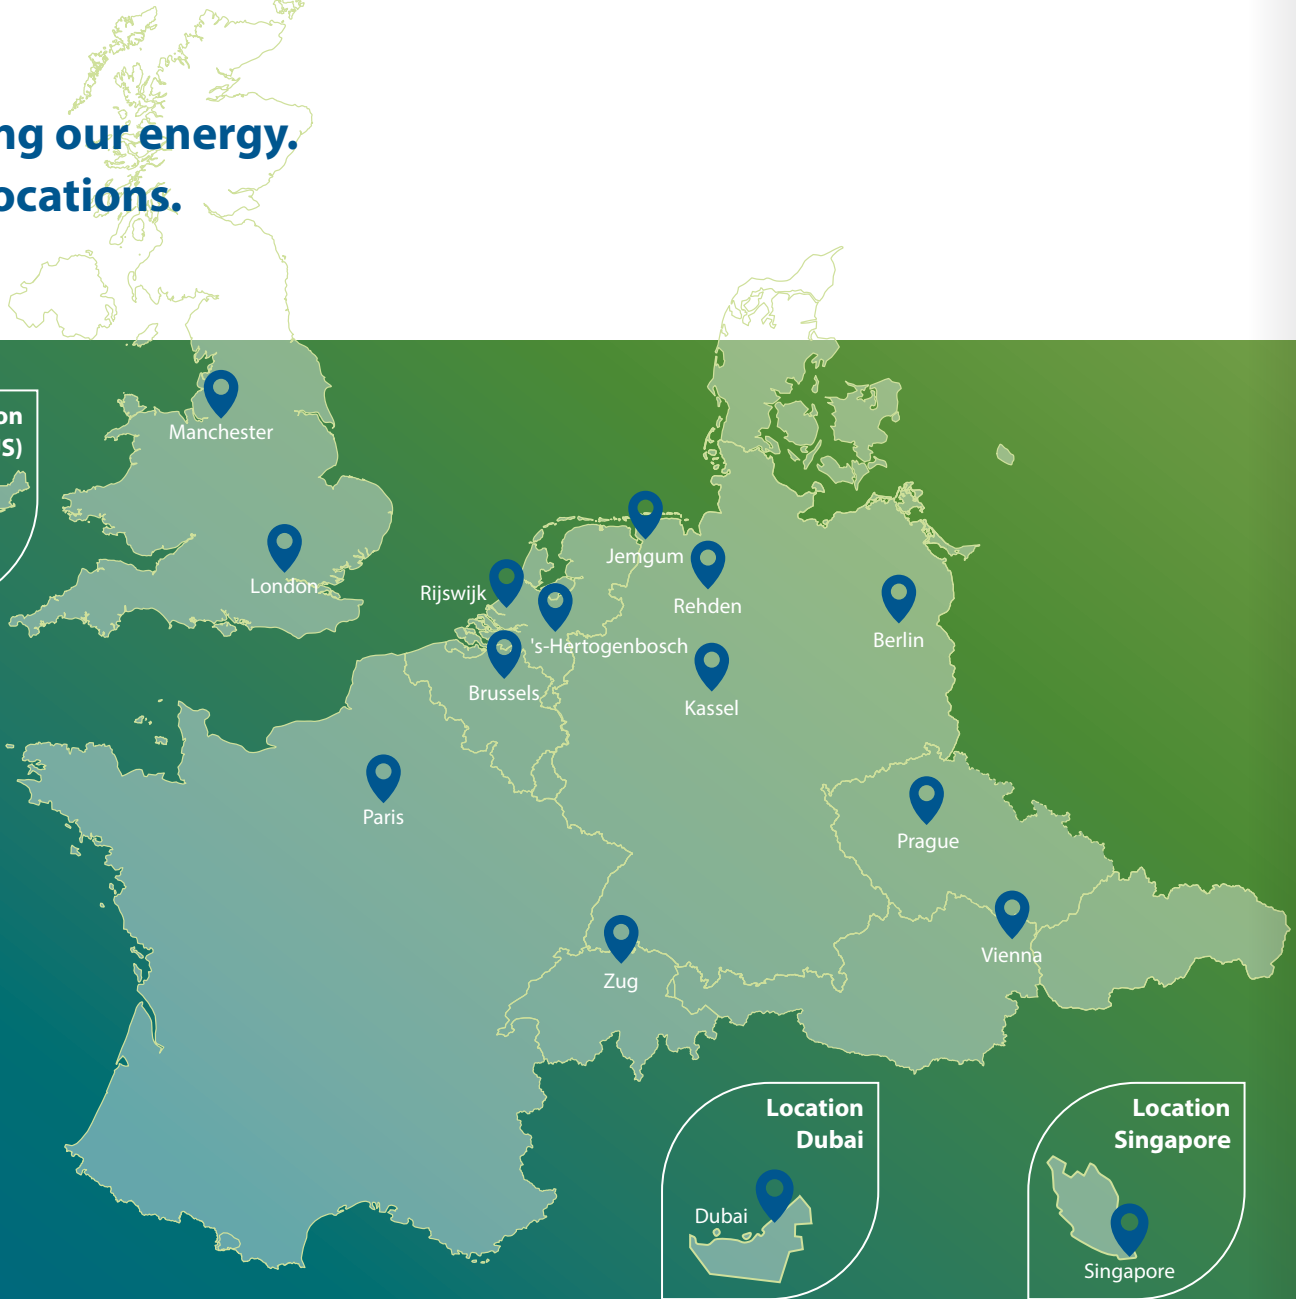 ng our energy.
ocations.
on
S)
Manchester
London
Jemgum
Rijswijk
Rehden
Berlin
's-Hertogenbosch
Brussels
Kassel
Paris
Prague
Vienna
Zug
Location
Dubai
Dubai
Location
Singapore
Singapore